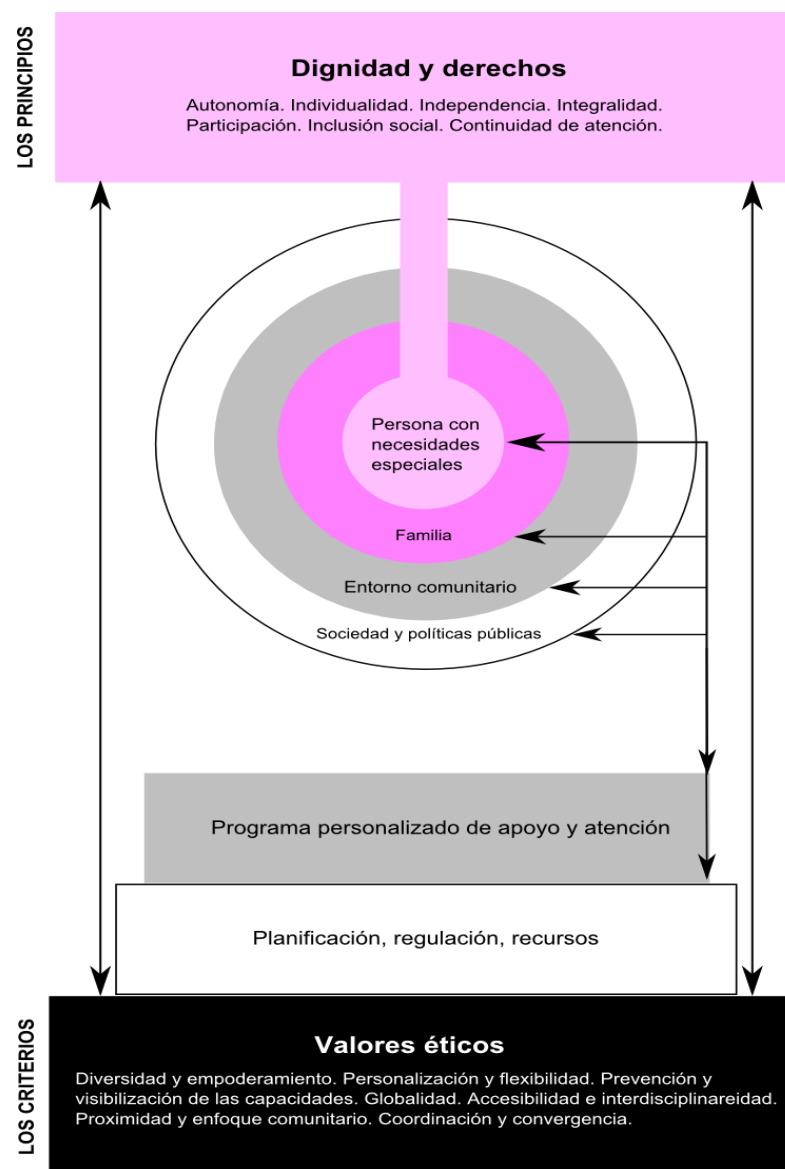 LOS PRINCIPIOS
Dignidad y derechos
Autonomía. Individualidad. Independencia. Integralidad.
Participación. Inclusión social. Continuidad de atención.
Persona con
necesidades
especiales
Familia
Entorno comunitario
Sociedad y políticas públicas
Programa personalizado de apoyo y atención
Planificación, regulación, recursos
LOS CRITERIOS
Valores éticos
Diversidad y empoderamiento. Personalización y flexibilidad. Prevención y
visibilización de las capacidades. Globalidad. Accesibilidad e interdisciplinareidad.
Proximidad y enfoque comunitario. Coordinación y convergencia.